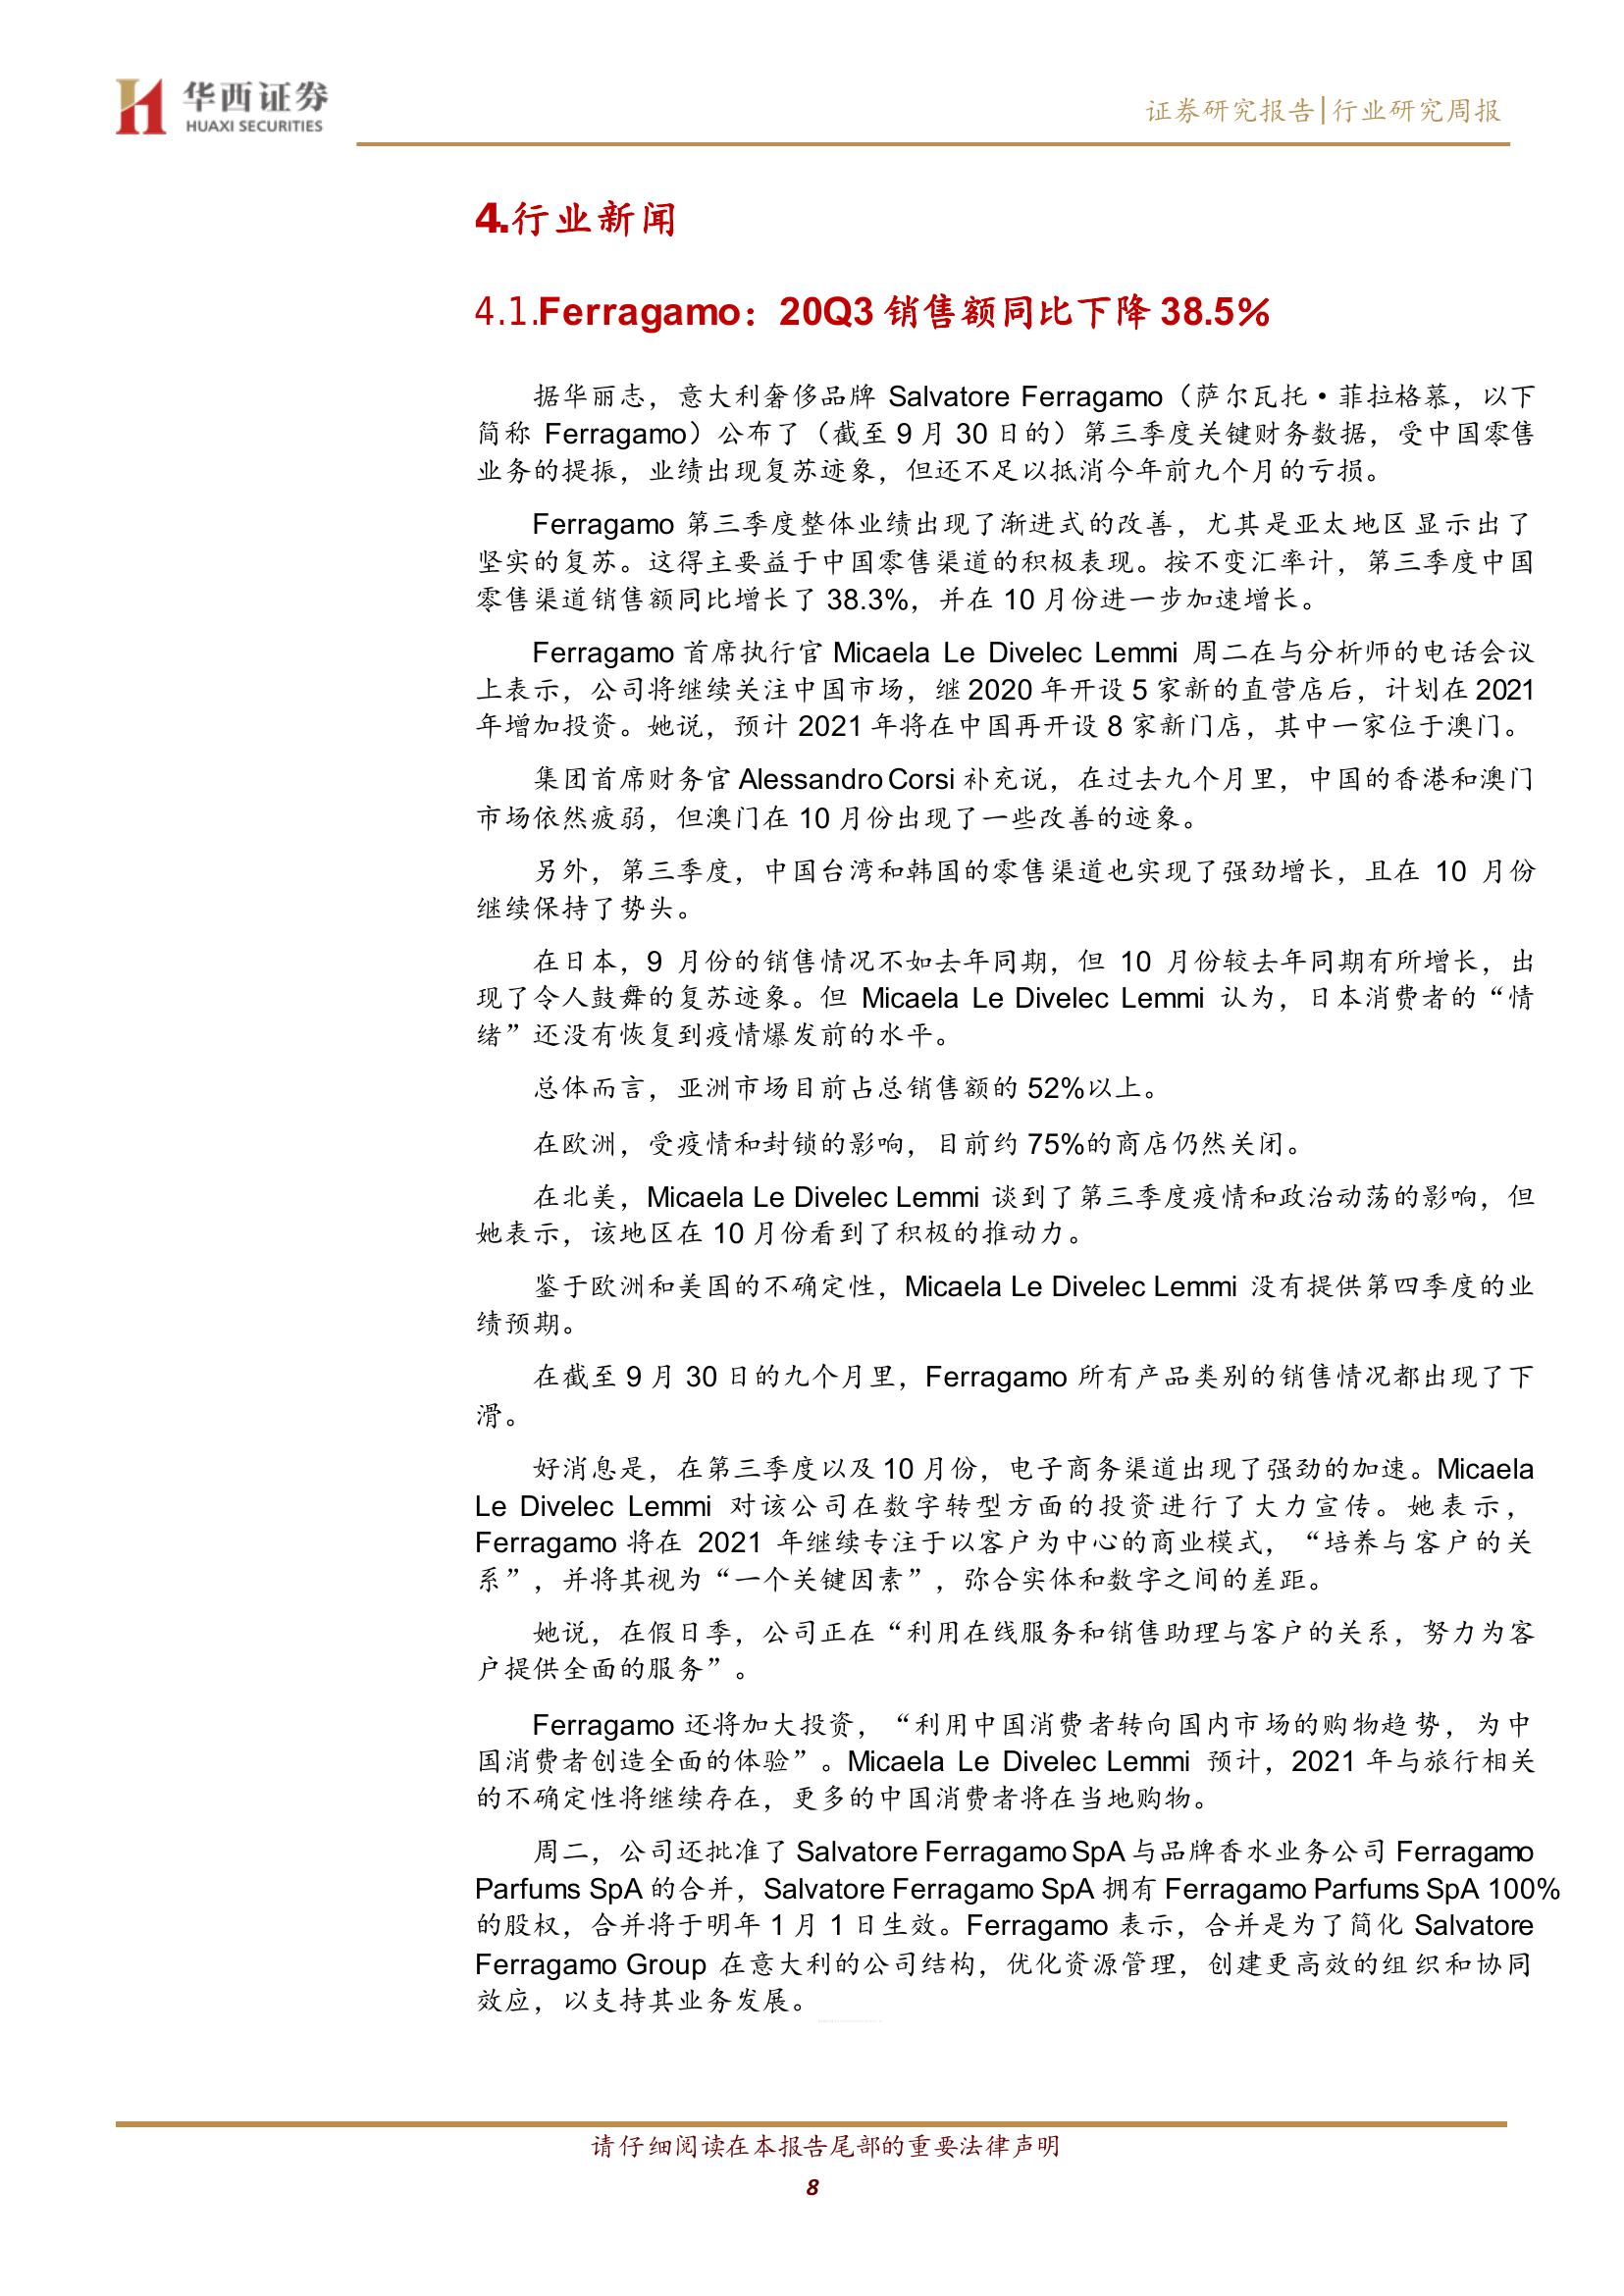 华西证券
HUAXI SECURITIES
证券研究报告|行业研究周报
4.行业新闻
4.1.Ferragamo：20Q3 销售额同比下降 38.5%
据华丽志，意大利奢侈品牌 Salvatore Ferragamo（萨尔瓦托·菲拉格慕，以下
简称 Ferragamo）公布了（截至 9 月 30 日的）第三季度关键财务数据，受中国零售
业务的提振，业绩出现复苏迹象，但还不足以抵消今年前九个月的亏损。
Ferragamo 第三季度整体业绩出现了渐进式的改善，尤其是亚太地区显示出了
坚实的复苏。这得主要益于中国零售渠道的积极表现。按不变汇率计，第三季度中国
零售渠道销售额同比增长了 38.3%，并在 10 月份进一步加速增长。
Ferragamo 首席执行官 Micaela Le Divelec Lemmi 周二在与分析师的电话会议
上表示，公司将继续关注中国市场，继 2020 年开设 5 家新的直营店后，计划在 2021
年增加投资。她说，预计 2021 年将在中国再开设 8 家新门店，其中一家位于澳门。
集团首席财务官 Alessandro Corsi 补充说，在过去九个月里，中国的香港和澳门
市场依然疲弱，但澳门在 10 月份出现了一些改善的迹象。
另外，第三季度，中国台湾和韩国的零售渠道也实现了强劲增长，且在 10 月份
继续保持了势头。
在日本，9 月份的销售情况不如去年同期，但 10 月份较去年同期有所增长，出
现了令人鼓舞的复苏迹象。但 Micaela Le Divelec Lemmi 认为，日本消费者的“情
绪”还没有恢复到疫情爆发前的水平。
总体而言，亚洲市场目前占总销售额的 52%以上。
在欧洲，受疫情和封锁的影响，目前约 75%的商店仍然关闭。
在北美，Micaela Le Divelec Lemmi 谈到了第三季度疫情和政治动荡的影响，但
她表示，该地区在 10 月份看到了积极的推动力。
鉴于欧洲和美国的不确定性，Micaela Le Divelec Lemmi 没有提供第四季度的业
绩预期。
在截至 9 月 30 日的九个月里，Ferragamo 所有产品类别的销售情况都出现了下
滑。
好消息是，在第三季度以及 10 月份，电子商务渠道出现了强劲的加速。Micaela
Le Divelec Lemmi 对该公司在数字转型方面的投资进行了大力宣传。她表示，
Ferragamo 将在 2021 年继续专注于以客户为中心的商业模式，“培养与客户的关
系”，并将其视为“一个关键因素”，弥合实体和数字之间的差距。
她说，在假日季，公司正在“利用在线服务和销售助理与客户的关系，努力为客
户提供全面的服务”。
Ferragamo 还将加大投资，“利用中国消费者转向国内市场的购物趋势，为中
国消费者创造全面的体验”。Micaela Le Divelec Lemmi 预计，2021 年与旅行相关
的不确定性将继续存在，更多的中国消费者将在当地购物。
周二，公司还批准了 Salvatore Ferragamo SpA 与品牌香水业务公司 Ferragamo
Parfums SpA 的合并，Salvatore Ferragamo SpA 拥有 Ferragamo Parfums SpA 100%
的股权，合并将于明年 1 月 1 日生效。Ferragamo 表示，合并是为了简化 Salvatore
Ferragamo Group 在意大利的公司结构，优化资源管理，创建更高效的组织和协同
效应，以支持其业务发展。
请仔细阅读在本报告尾部的重要法律声明
8